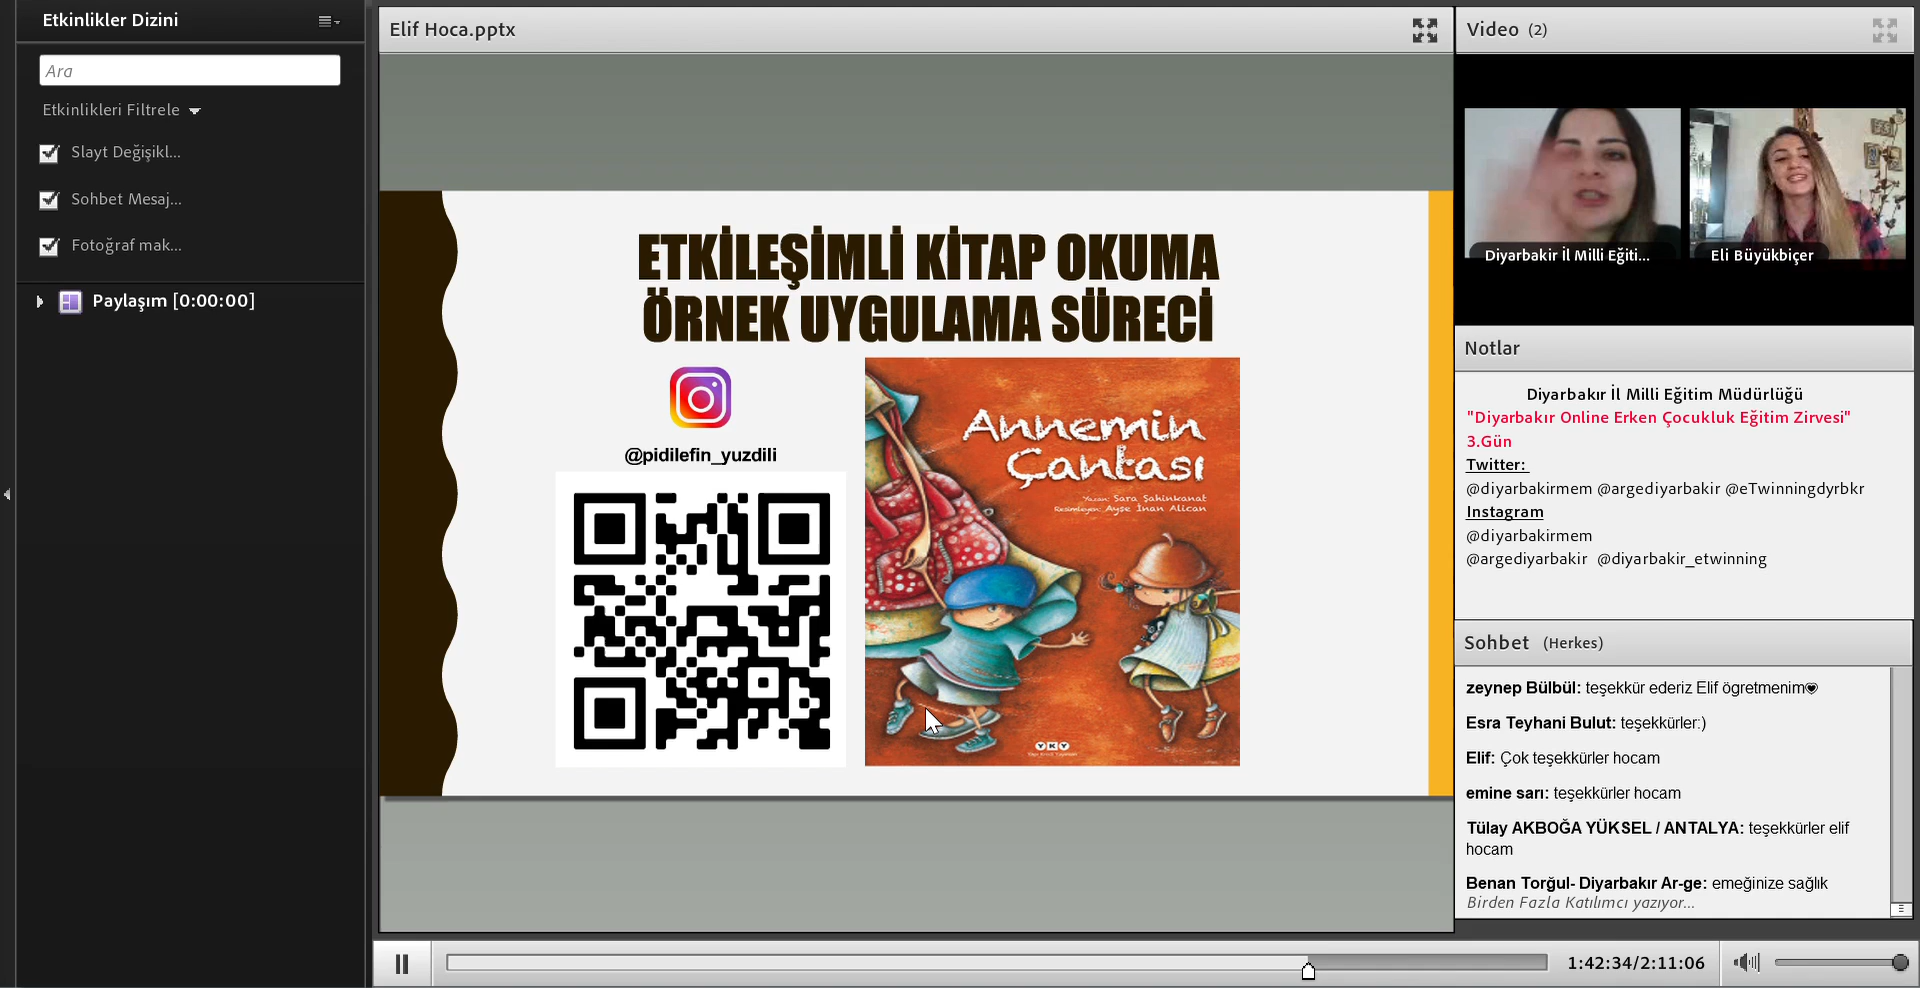 Etkinlikler Dizini
Ara
Etkinlikleri Filtrele
Slayt Değişikl...
Sohbet Mesaj...
Fotoğraf mak...
Paylaşım [0:00:00]
Elif Hoca.pptx
ETKİLEŞİMLİ KİTAP OKUMA
ÖRNEK UYGULAMA SÜRECİ
@pidilefin_yuzdili
Annemin
Çantası
Yazan: Sara Şahinkanat
Resimleyen: Ayşe İnan Alican
YKY
Video (2)
Diyarbakir İl Milli Eğiti...
Eli Büyükbiçer
Notlar
Diyarbakır İl Milli Eğitim Müdürlüğü
"Diyarbakır Online Erken Çocukluk Eğitim Zirvesi"
3.Gün
Twitter:
@diyarbakirmem @argediyarbakir @eTwinningdyrbkr
Instagram
@diyarbakirmem
@argediyarbakir @diyarbakir_etwinning
Sohbet (Herkes)
zeynep Bülbül: teşekkür ederiz Elif ögretmenim🖤
Esra Teyhani Bulut: teşekkürler:)
Elif: Çok teşekkürler hocam
emine sarı: teşekkürler hocam
Tülay AKBOĞA YÜKSEL / ANTALYA: teşekkürler elif
hocam
Benan Torğul- Diyarbakır Ar-ge: emeğinize sağlık
Birden Fazla Katılımcı yazıyor...
1:42:34/2:11:06